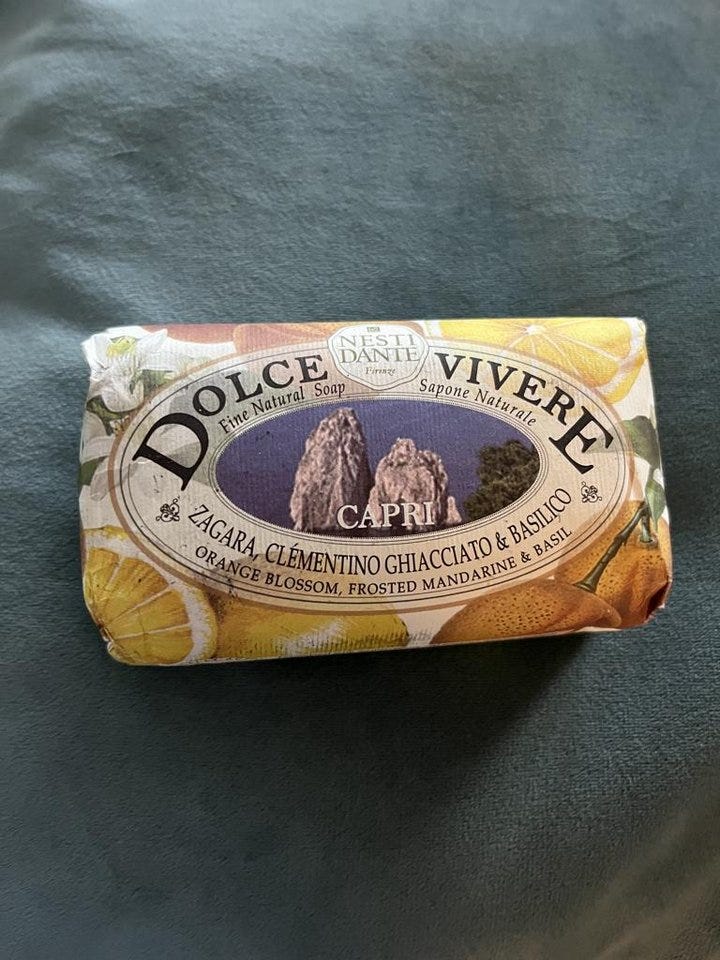 NESTI
DANTE
Firenze
DOLCE VIVERE
Fine Natural Soap
Sapone Naturale
CAPRI
ZAGARA, CLÉMENTINO GHIACCIATO & BASILICO
ORANGE BLOSSOM, FROSTED MANDARINE & BASIL